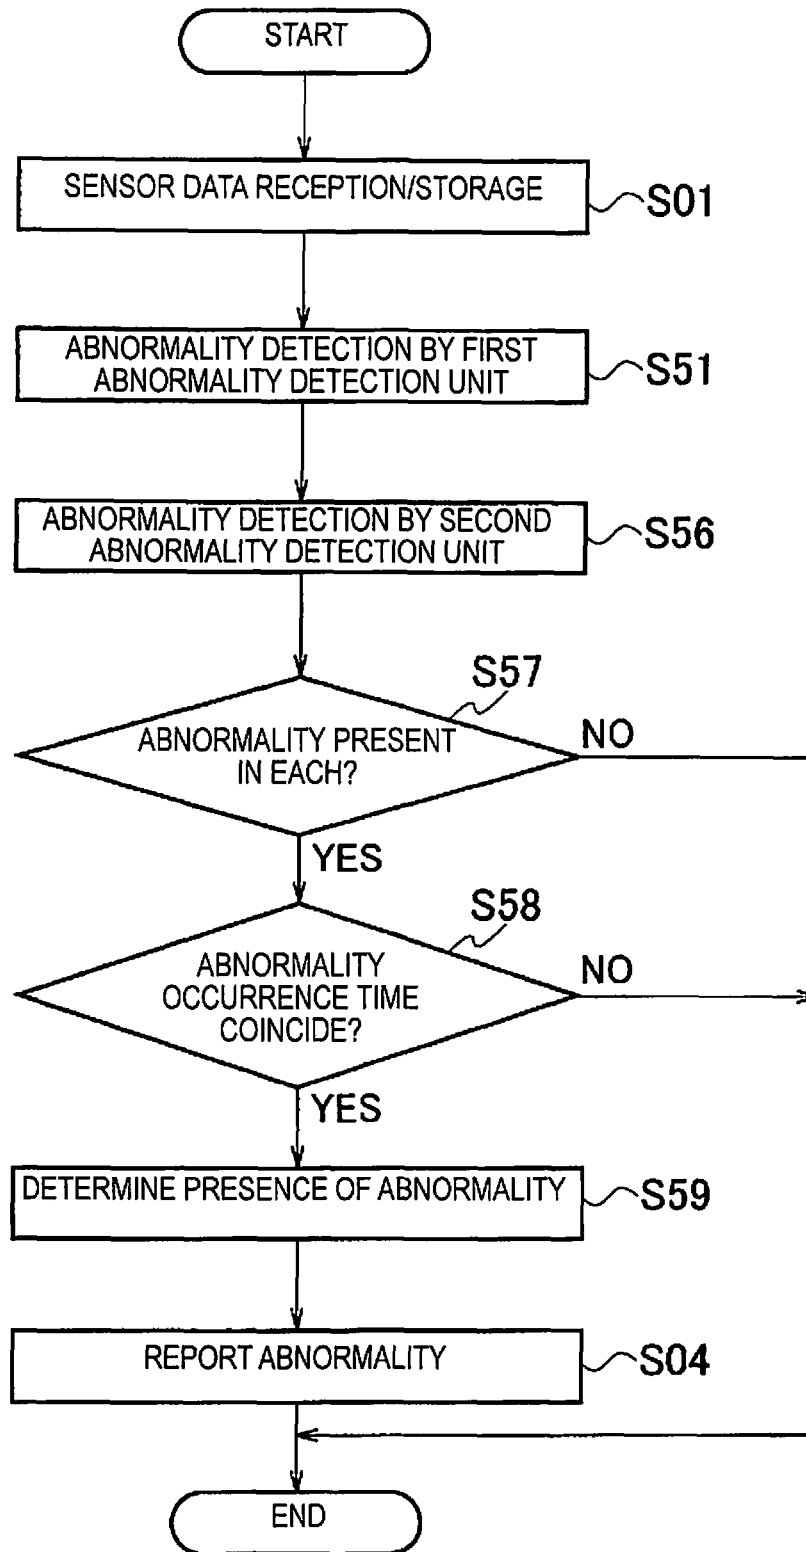 START
SENSOR DATA RECEPTION/STORAGE
S01
ABNORMALITY DETECTION BY FIRST
ABNORMALITY DETECTION UNIT
S51
ABNORMALITY DETECTION BY SECOND
ABNORMALITY DETECTION UNIT
S56
S57
ABNORMALITY PRESENT
IN EACH?
NO
YES
S58
ABNORMALITY
OCCURRENCE TIME
COINCIDE?
NO
YES
DETERMINE PRESENCE OF ABNORMALITY
S59
REPORT ABNORMALITY
S04
END